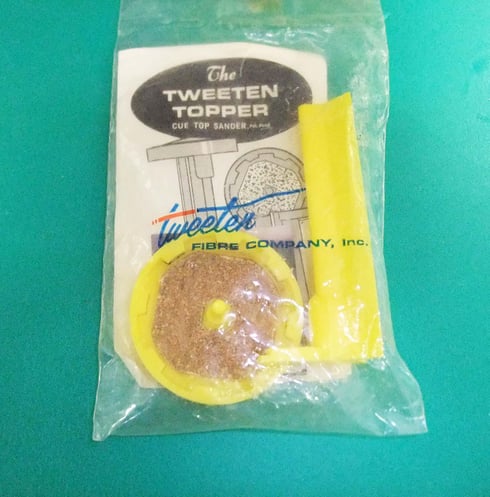 The
TWEETEN
TOPPER
CUE TOP SANDER
tweeten
FIBRE COMPANY, Inc.